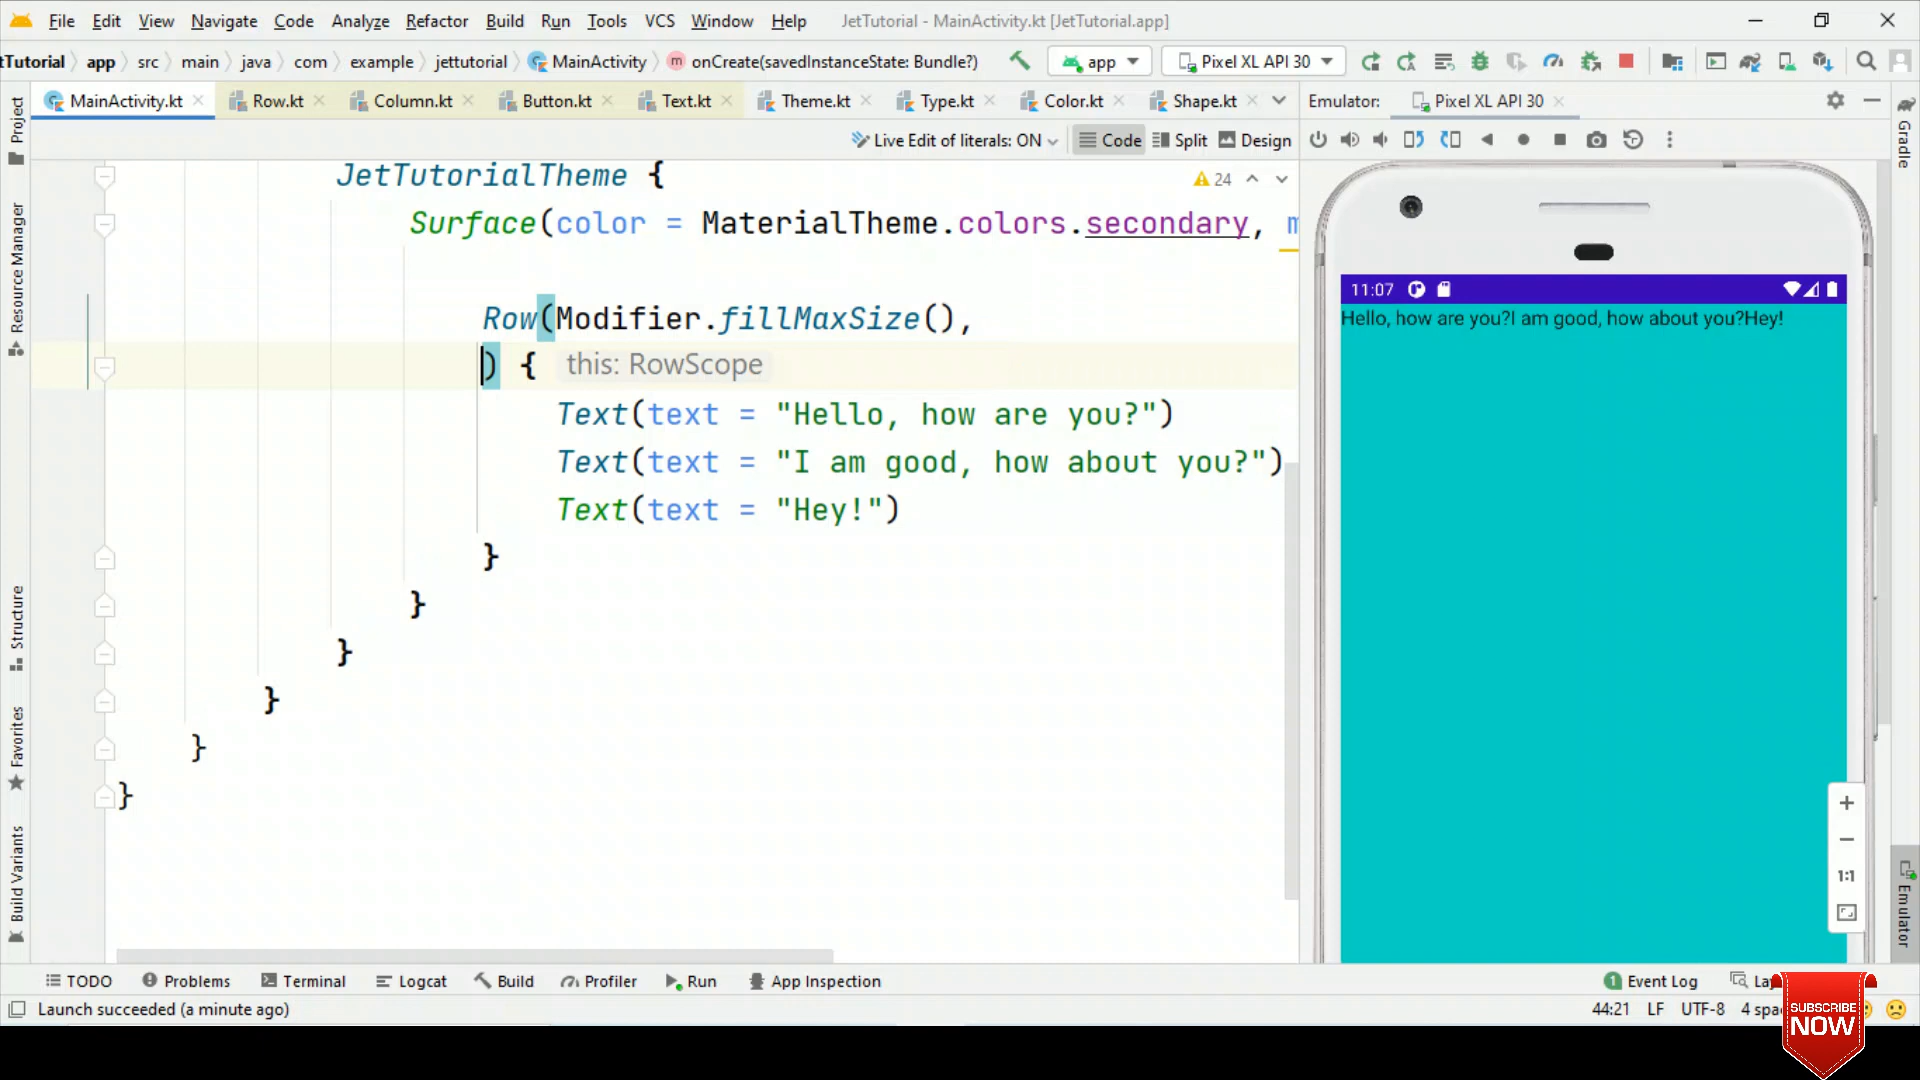 File Edit View Navigate Code Analyze Refactor Build Run Tools VCS Window Help JetTutorial - MainActivity.kt [JetTutorial.app]
tTutorial app src main java com example jettutorial MainActivity onCreate(savedInstanceState: Bundle?) app Pixel XL API 30
MainActivity.kt Row.kt Column.kt Button.kt Text.kt Theme.kt Type.kt Color.kt Shape.kt Emulator: Pixel XL API 30
Live Edit of literals: ON Code Split Design
Project
Resource Manager
Structure
Favorites
Build Variants
Gradle
Emulator
24
JetTutorialTheme {
Surface(color = MaterialTheme.colors.secondary, m
Row(Modifier.fillMaxSize(),
) { this: RowScope
Text(text = "Hello, how are you?")
Text(text = "I am good, how about you?")
Text(text = "Hey!")
}
}
}
}
}
}
11:07
Hello, how are you?I am good, how about you?Hey!
+
−
1:1
TODO Problems Terminal Logcat Build Profiler Run App Inspection 1 Event Log
Launch succeeded (a minute ago) 44:21 LF UTF-8 4 spa
SUBSCRIBE
NOW